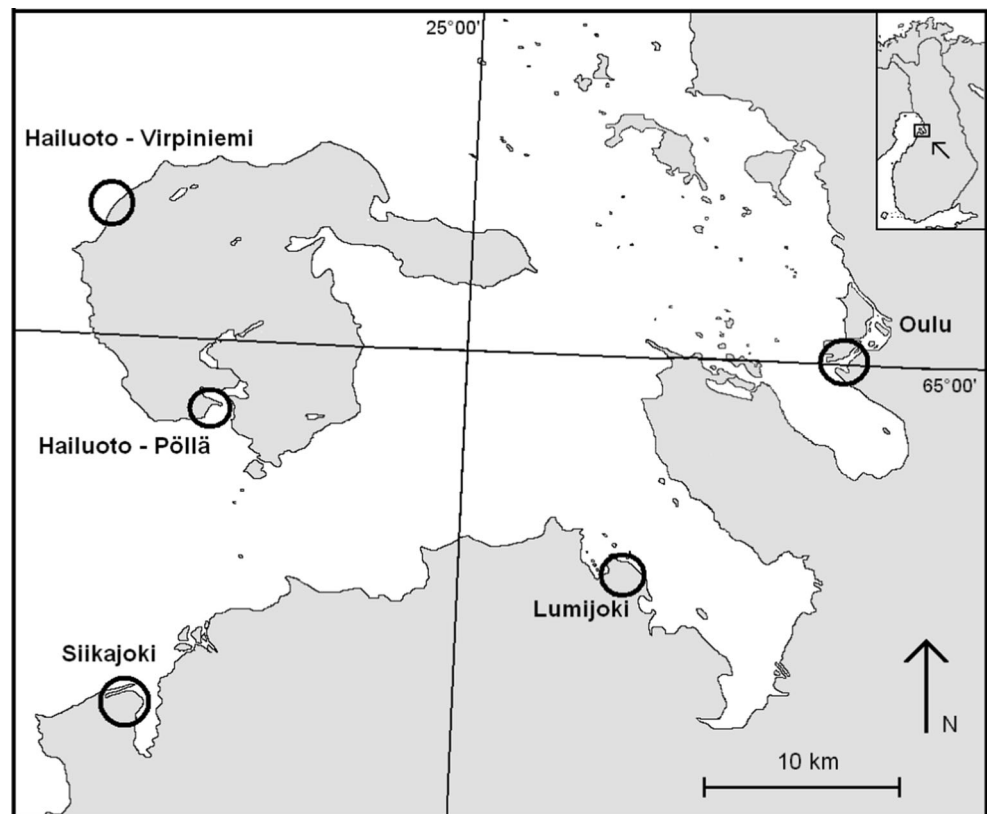 25°00'
Hailuoto - Virpiniemi
Oulu
65°00'
Hailuoto - Pöllä
Lumijoki
Siikajoki
N
10 km